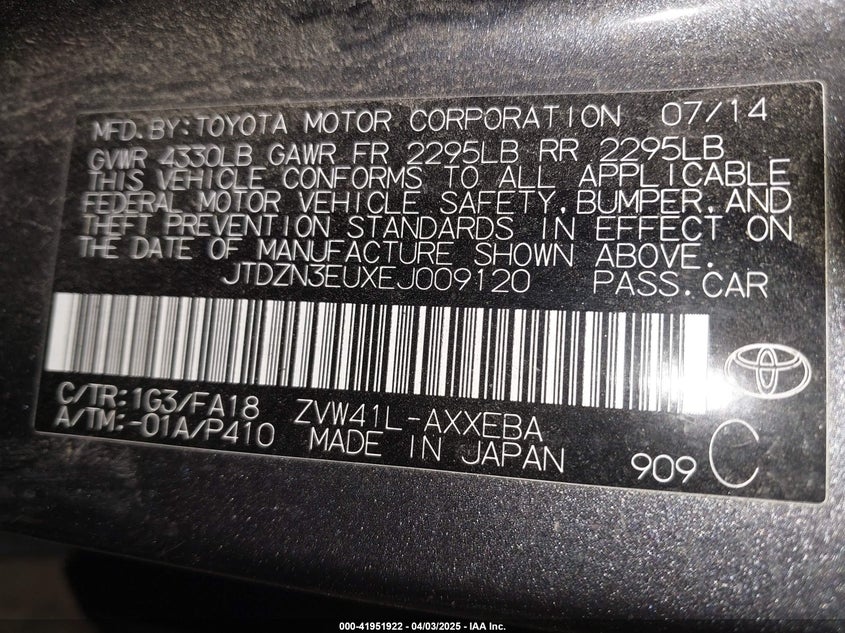 MFD.BY:TOYOTA MOTOR CORPORATION 07/14
GVWR 4330LB GAWR FR 2295LB RR 2295LB
THIS VEHICLE CONFORMS TO ALL APPLICABLE
FEDERAL MOTOR VEHICLE SAFETY,BUMPER,AND
THEFT PREVENTION STANDARDS IN EFFECT ON
THE DATE OF MANUFACTURE SHOWN ABOVE.
JTDZN3EUXEJ009120 PASS.CAR
C/TR:1G3/FA18 ZVW41L-AXXEBA
A/TM:-01A/P410 MADE IN JAPAN 909 C
000-41951922 - 04/03/2025 - IAA Inc.